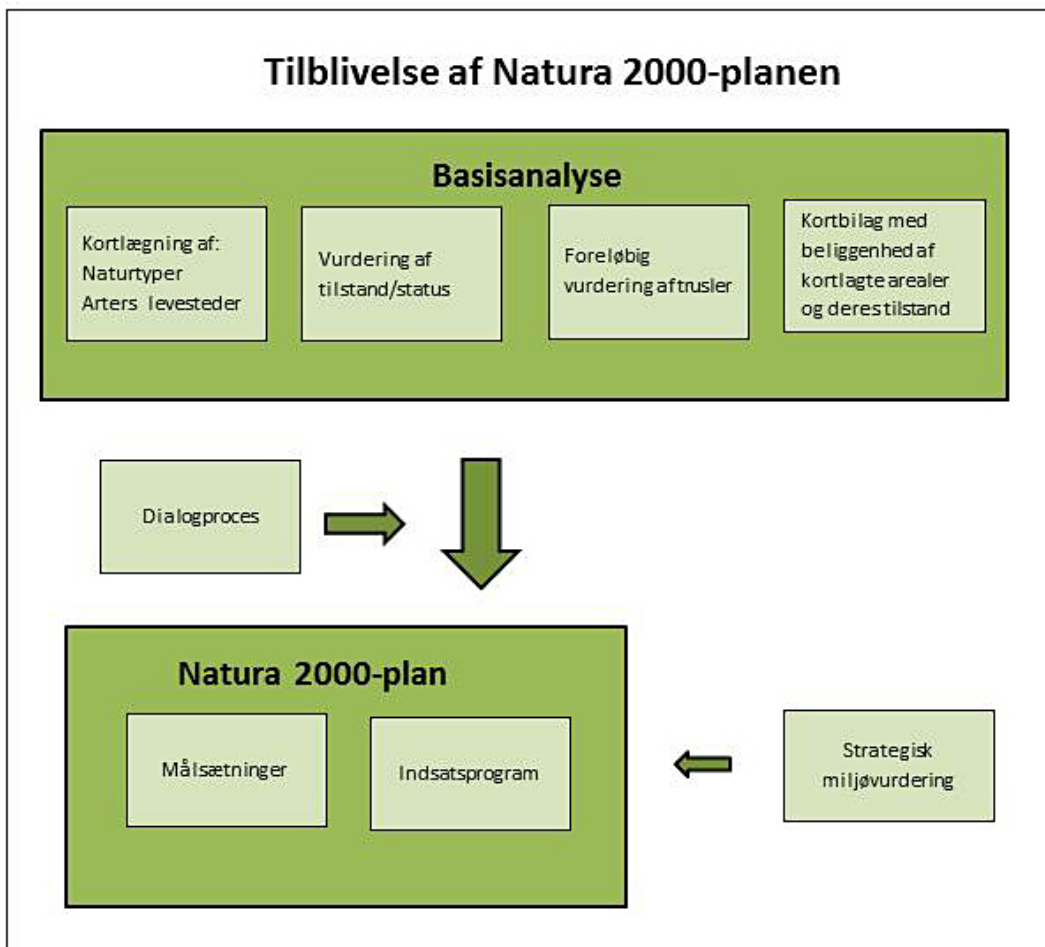 Tilblivelse af Natura 2000-planen
Basisanalyse
Kortlægning af:
Naturtyper
Arters levesteder
Vurdering af
tilstand/status
Foreløbig
vurdering af trusler
Kortbilag med
beliggenhed af
kortlagte arealer
og deres tilstand
Dialogproces
Natura 2000-plan
Målsætninger
Indsatsprogram
Strategisk
miljøvurdering